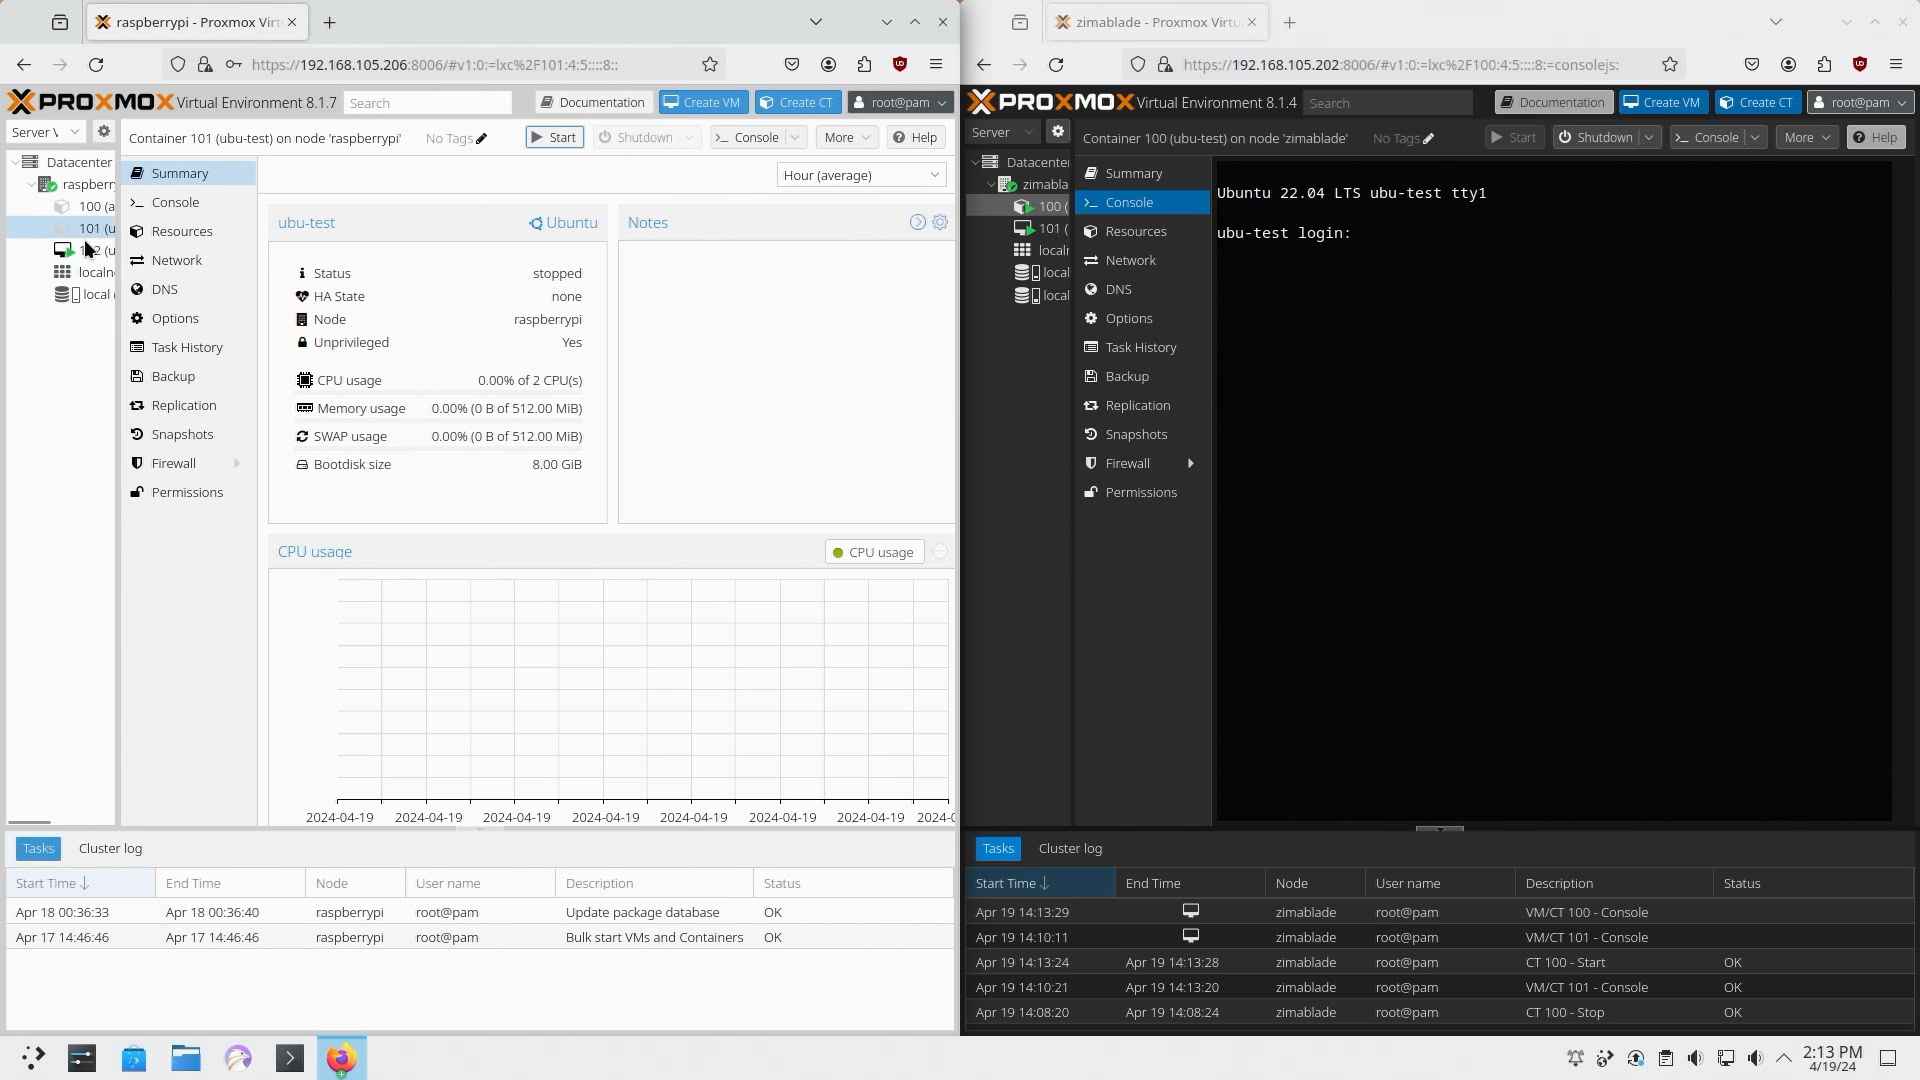 raspberrypi - Proxmox Virt
https://192.168.105.206:8006/#v1:0:=lxc%2F101:4:5::::8::
PROXMOX Virtual Environment 8.1.7 Search Documentation Create VM Create CT root@pam
Server V
Container 101 (ubu-test) on node 'raspberrypi' No Tags Start Shutdown Console More Help
Datacenter
raspberr
100 (a
101 (u
localn
local (
Summary
Console
Resources
Network
DNS
Options
Task History
Backup
Replication
Snapshots
Firewall
Permissions
Hour (average)
ubu-test Ubuntu
Status stopped
HA State none
Node raspberrypi
Unprivileged Yes
CPU usage 0.00% of 2 CPU(s)
Memory usage 0.00% (0 B of 512.00 MiB)
SWAP usage 0.00% (0 B of 512.00 MiB)
Bootdisk size 8.00 GiB
Notes
CPU usage CPU usage
2024-04-19 2024-04-19 2024-04-19 2024-04-19 2024-04-19 2024-04-19 2024-04-19 2024-0
Tasks Cluster log
Start Time End Time Node User name Description Status
Apr 18 00:36:33 Apr 18 00:36:40 raspberrypi root@pam Update package database OK
Apr 17 14:46:46 Apr 17 14:46:46 raspberrypi root@pam Bulk start VMs and Containers OK
zimablade - Proxmox Virtu
https://192.168.105.202:8006/#v1:0:=lxc%2F100:4:5::::8:=consolejs:
PROXMOX Virtual Environment 8.1.4 Search Documentation Create VM Create CT root@pam
Server
Container 100 (ubu-test) on node 'zimablade' No Tags Start Shutdown Console More Help
Datacenter
zimabla
100 (
101 (
localn
local
local
Summary
Console
Resources
Network
DNS
Options
Task History
Backup
Replication
Snapshots
Firewall
Permissions
Ubuntu 22.04 LTS ubu-test tty1
ubu-test login:
Tasks Cluster log
Start Time End Time Node User name Description Status
Apr 19 14:13:29 zimablade root@pam VM/CT 100 - Console
Apr 19 14:10:11 zimablade root@pam VM/CT 101 - Console
Apr 19 14:13:24 Apr 19 14:13:28 zimablade root@pam CT 100 - Start OK
Apr 19 14:10:21 Apr 19 14:13:20 zimablade root@pam VM/CT 101 - Console OK
Apr 19 14:08:20 Apr 19 14:08:24 zimablade root@pam CT 100 - Stop OK
2:13 PM
4/19/24